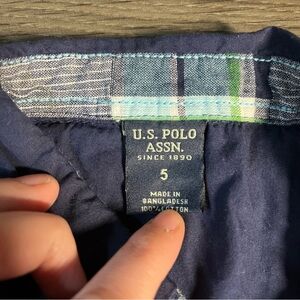 U.S. POLO
ASSN.
SINCE 1890
5
MADE IN
BANGLADESH
100% COTTON